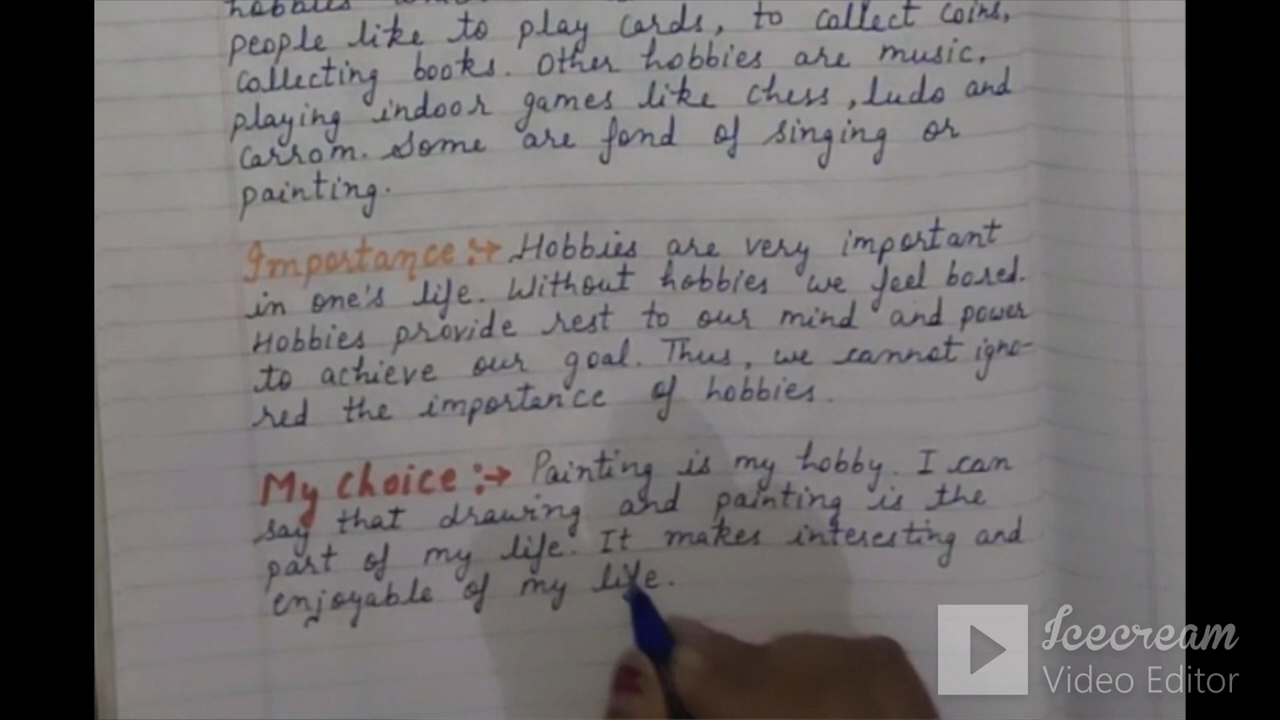 hobbies
people like to play cards, to collect coins,
collecting books. Other hobbies are music,
playing indoor games like chess, ludo and
carrom. Some are fond of singing or
painting.
Importance:→ Hobbies are very important
in one's life. Without hobbies we feel bored.
Hobbies provide rest to our mind and power
to achieve our goal. Thus, we cannot igno-
red the importance of hobbies.
My choice:→ Painting is my hobby. I can
say that drawing and painting is the
part of my life. It makes interesting and
enjoyable of my live.
Icecream
Video Editor